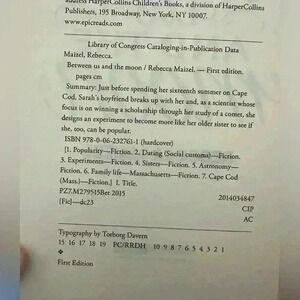 address HarperCollins Children's Books, a division of HarperCollins
Publishers, 195 Broadway, New York, NY 10007.
www.epicreads.com
Library of Congress Cataloging-in-Publication Data
Maizel, Rebecca.
Between us and the moon / Rebecca Maizel. — First edition.
pages cm
Summary: Just before spending her sixteenth summer on Cape
Cod, Sarah's boyfriend breaks up with her and, as a scientist whose
focus is on winning a scholarship through her study of a comet, she
designs an experiment to become more like her older sister to see if
she, too, can be popular.
ISBN 978-0-06-232761-1 (hardcover)
[1. Popularity—Fiction. 2. Dating (Social customs)—Fiction.
3. Experiments—Fiction. 4. Sisters—Fiction. 5. Astronomy—
Fiction. 6. Family life—Massachusetts—Fiction. 7. Cape Cod
(Mass.)—Fiction.] I. Title.
PZ7.M279515Bet 2015 2014034847
[Fic]—dc23 CIP
AC
Typography by Torborg Davern
15 16 17 18 19 PC/RRDH 10 9 8 7 6 5 4 3 2 1
❖
First Edition